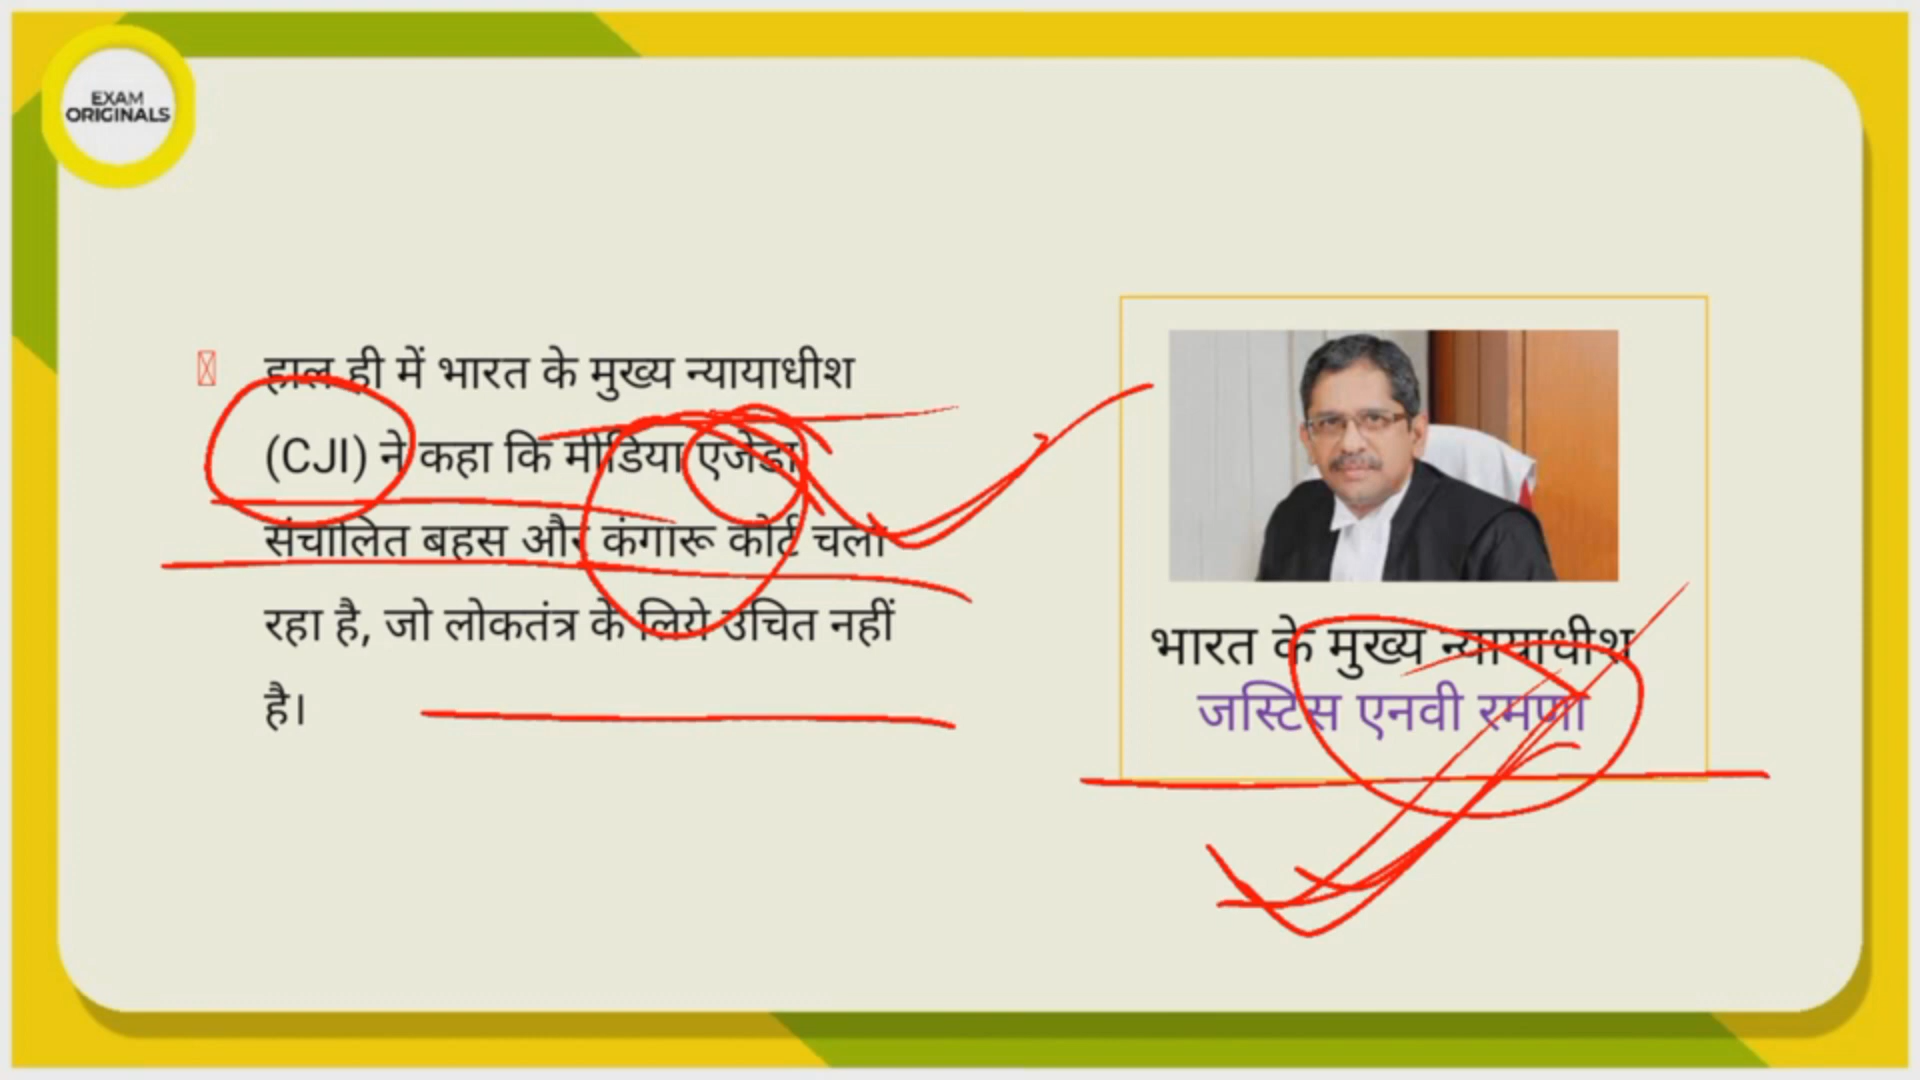 EXAM
ORIGINALS
हाल ही में भारत के मुख्य न्यायाधीश
(CJI) ने कहा कि मीडिया एजेंडा
संचालित बहस और कंगारू कोर्ट चला
रहा है, जो लोकतंत्र के लिये उचित नहीं
है।
भारत के मुख्य न्यायाधीश
जस्टिस एनवी रमणा